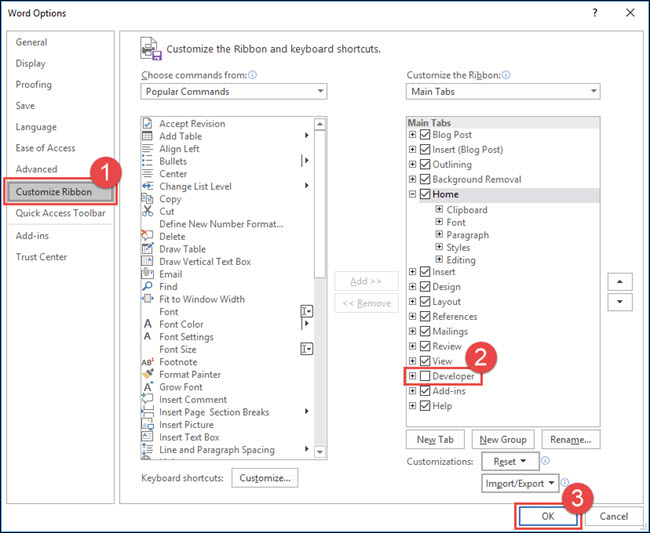 Word Options
?
General
Display
Proofing
Save
Language
Ease of Access
Advanced
1
Customize Ribbon
Quick Access Toolbar
Add-ins
Trust Center
Customize the Ribbon and keyboard shortcuts.
Choose commands from:
Popular Commands
Accept Revision
Add Table
Align Left
Bullets
Center
Change List Level
Copy
Cut
Define New Number Format...
Delete
Draw Table
Draw Vertical Text Box
Email
Find
Fit to Window Width
Font
Font Color
Font Settings
Font Size
Footnote
Format Painter
Grow Font
Insert Comment
Insert Page Section Breaks
Insert Picture
Insert Text Box
Line and Paragraph Spacing
Keyboard shortcuts: Customize...
Add >>
<< Remove
Customize the Ribbon:
Main Tabs
Main Tabs
Blog Post
Insert (Blog Post)
Outlining
Background Removal
Home
Clipboard
Font
Paragraph
Styles
Editing
Insert
Design
Layout
References
Mailings
Review
View
2
Developer
Add-ins
Help
New Tab New Group Rename...
Customizations: Reset
Import/Export
3
OK Cancel